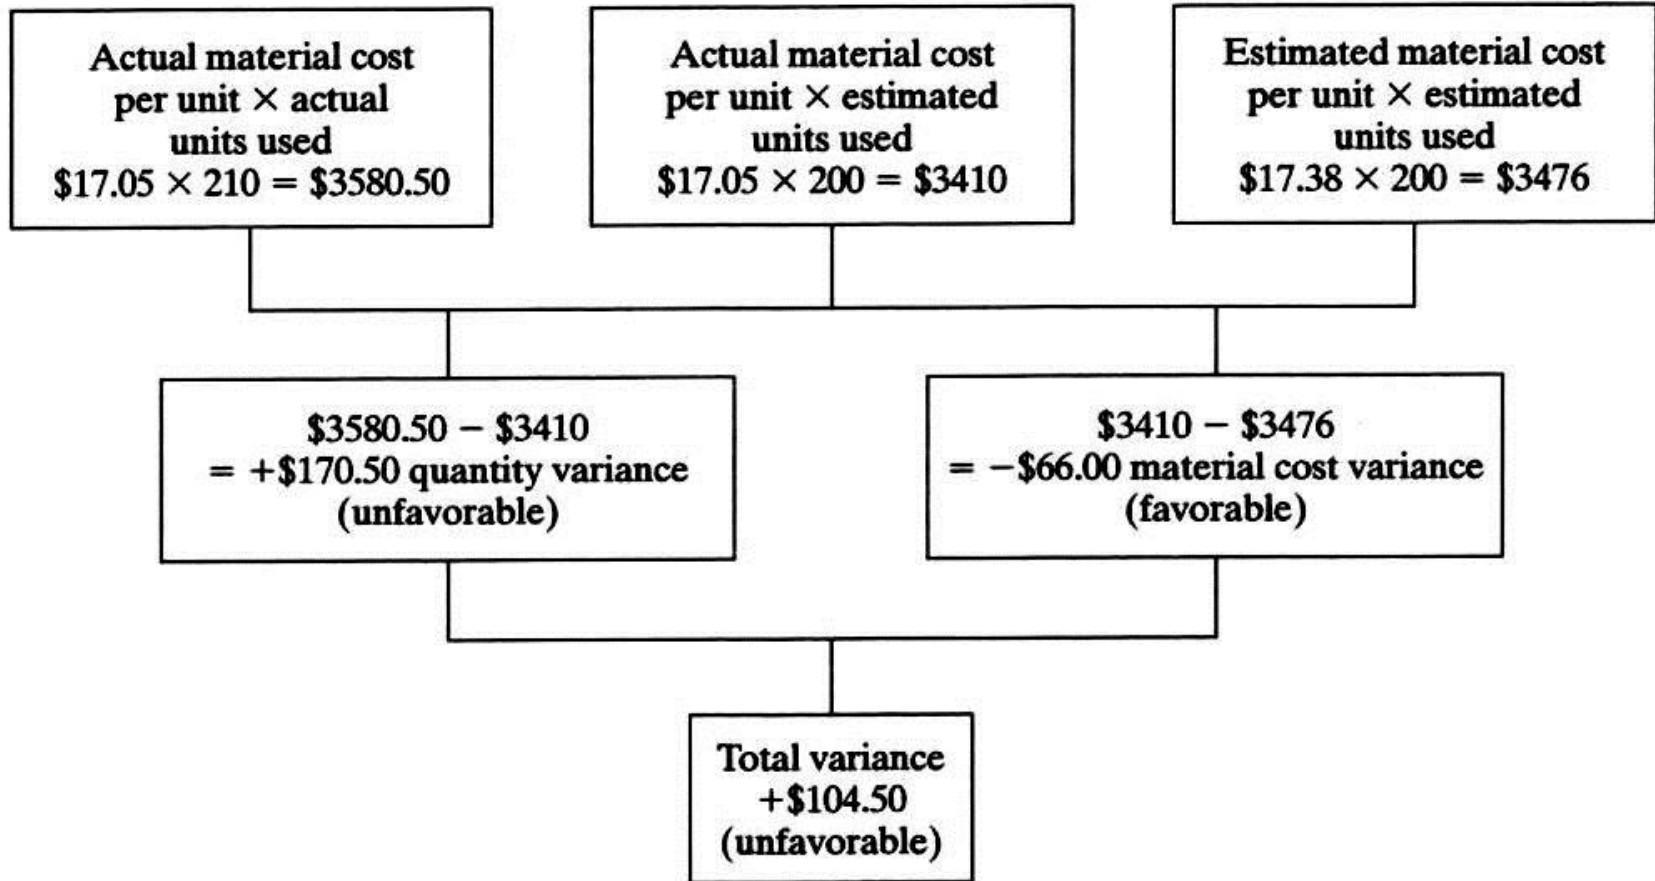 Actual material cost
per unit × actual
units used
$17.05 × 210 = $3580.50
Actual material cost
per unit × estimated
units used
$17.05 × 200 = $3410
Estimated material cost
per unit × estimated
units used
$17.38 × 200 = $3476
$3580.50 − $3410
= +$170.50 quantity variance
(unfavorable)
$3410 − $3476
= −$66.00 material cost variance
(favorable)
Total variance
+$104.50
(unfavorable)